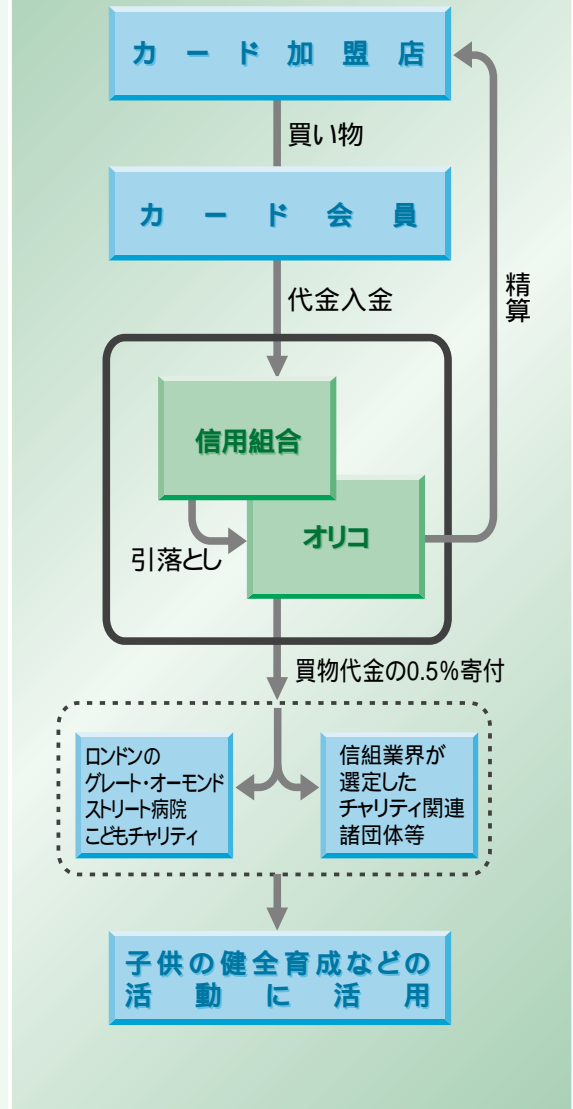 カード加盟店
買い物
カード会員
代金入金
精算
信用組合
オリコ
引落とし
買物代金の0.5%寄付
ロンドンの
グレート・オーモンド
ストリート病院
こどもチャリティ
信組業界が
選定した
チャリティ関連
諸団体等
子供の健全育成などの
活動に活用